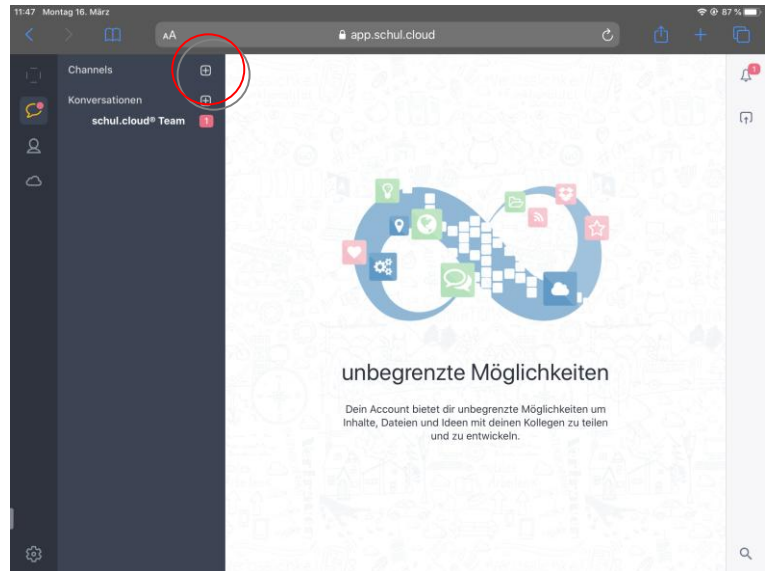 11:47 Montag 16. März
87 %
AA
app.schul.cloud
Channels
Konversationen
schul.cloud® Team 1
1
unbegrenzte Möglichkeiten
Dein Account bietet dir unbegrenzte Möglichkeiten um
Inhalte, Dateien und Ideen mit deinen Kollegen zu teilen
und zu entwickeln.